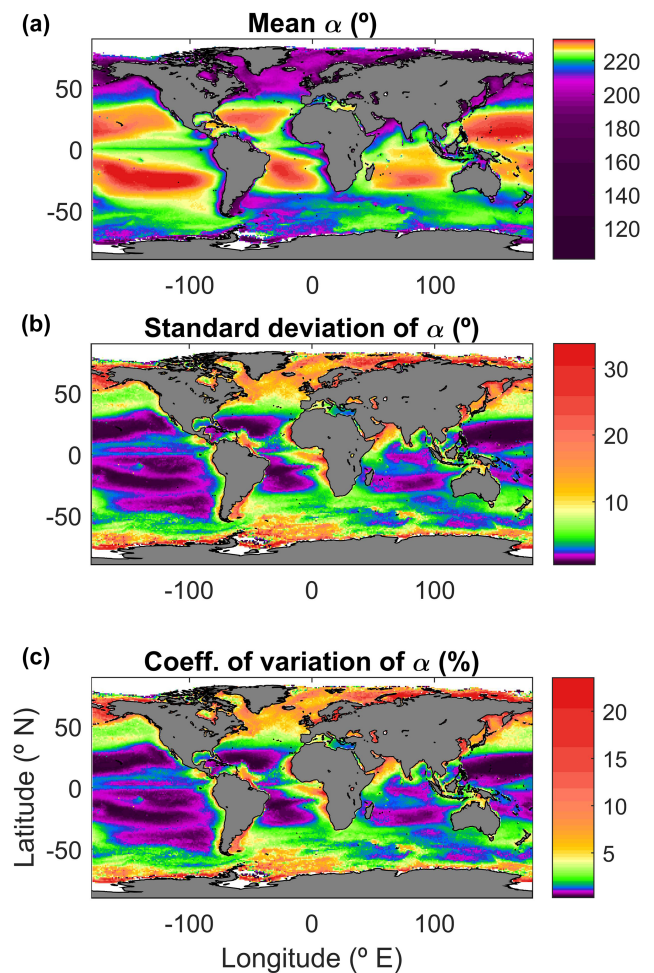 (a) Mean α (º)
50
0
-50
-100 0 100
220
200
180
160
140
120
(b) Standard deviation of α (º)
50
0
-50
-100 0 100
30
20
10
(c) Coeff. of variation of α (%)
50
0
-50
Latitude (º N)
-100 0 100
Longitude (º E)
20
15
10
5